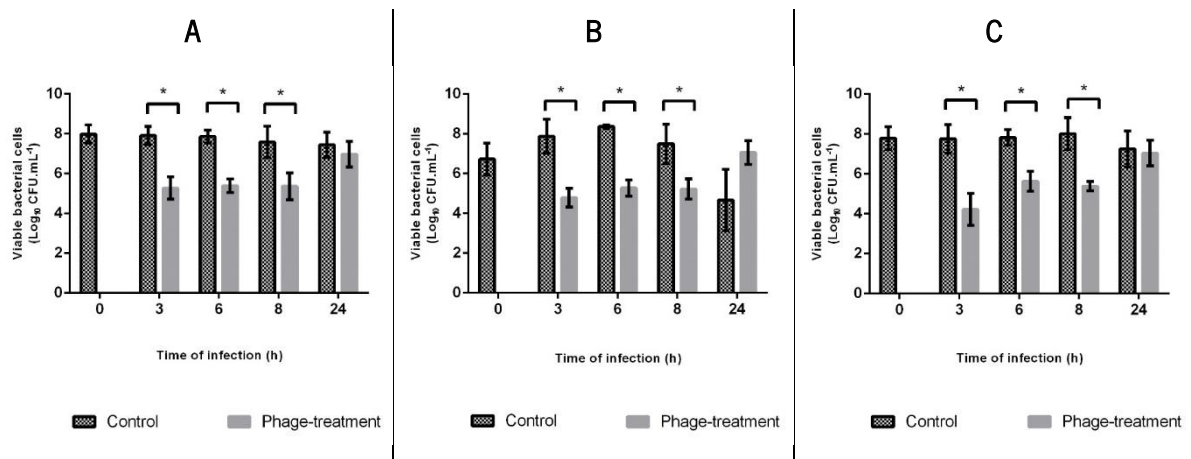 A
Viable bacterial cells
(Log₁₀ CFU.mL⁻¹)
10
8
6
4
2
0
* * *
0 3 6 8 24
Time of infection (h)
Control Phage-treatment
B
Viable bacterial cells
(Log₁₀ CFU.mL⁻¹)
10
8
6
4
2
0
* * *
0 3 6 8 24
Time of infection (h)
Control Phage-treatment
C
Viable bacterial cells
(Log₁₀ CFU.mL⁻¹)
10
8
6
4
2
0
* * *
0 3 6 8 24
Time of infection (h)
Control Phage-treatment